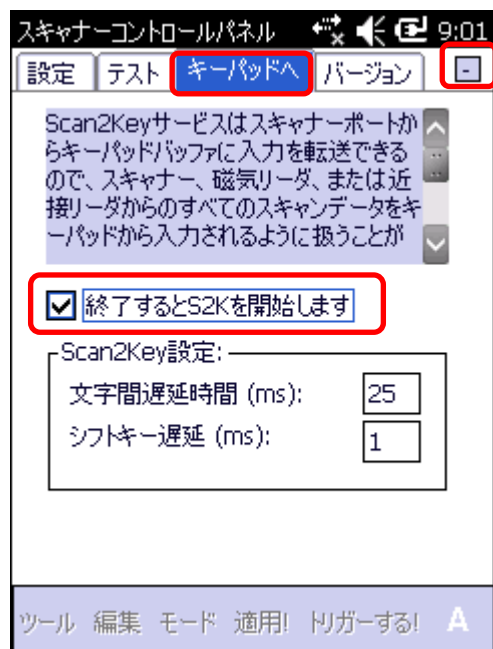 スキャナーコントロールパネル 9:01
設定 テスト キーパッドへ バージョン -
Scan2Keyサービスはスキャナーポートか
らキーパッドバッファに入力を転送できる
ので、スキャナー、磁気リーダ、または近
接リーダからのすべてのスキャンデータをキ
ーパッドから入力されるように扱うことが
終了するとS2Kを開始します
Scan2Key設定:
文字間遅延時間 (ms): 25
シフトキー遅延 (ms): 1
ツール 編集 モード 適用! トリガーする! A